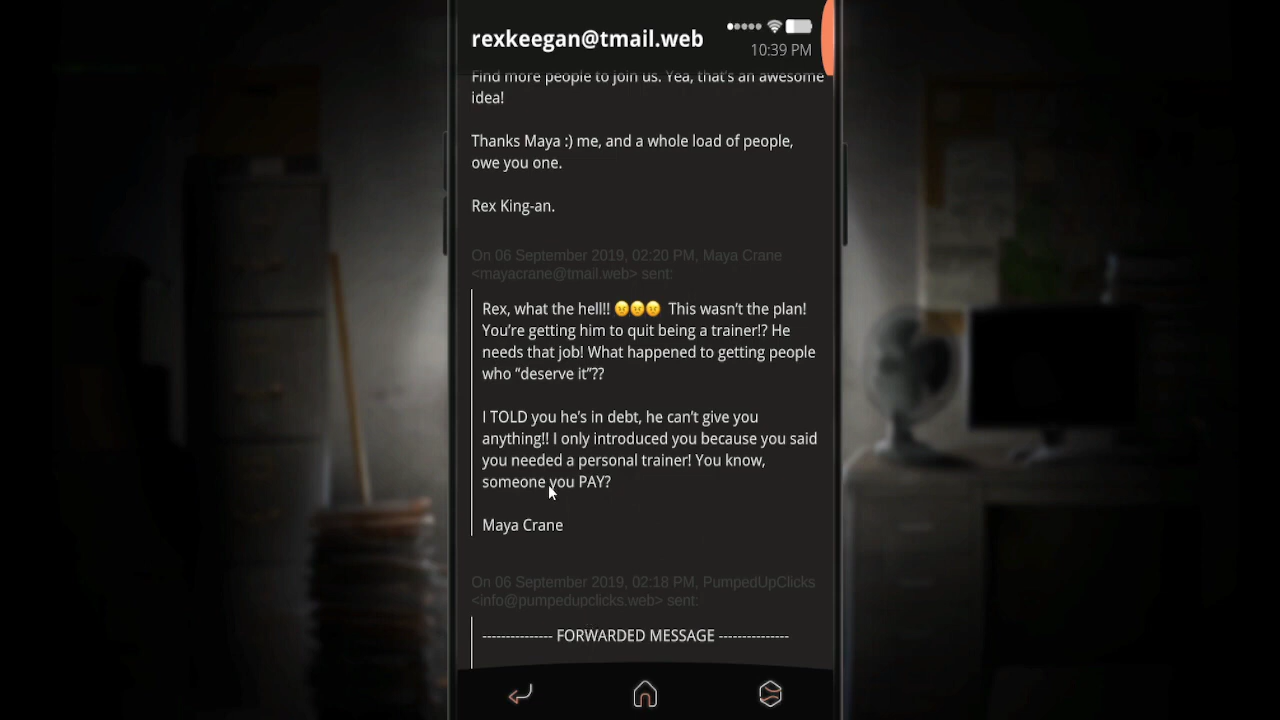 rexkeegan@tmail.web
10:39 PM
Find more people to join us. Yea, that's an awesome
idea!
Thanks Maya :) me, and a whole load of people,
owe you one.
Rex King-an.
On 06 September 2019, 02:20 PM, Maya Crane
<mayacrane@tmail.web> sent:
Rex, what the hell!! 😡😡😡 This wasn't the plan!
You're getting him to quit being a trainer!? He
needs that job! What happened to getting people
who “deserve it”??
I TOLD you he's in debt, he can't give you
anything!! I only introduced you because you said
you needed a personal trainer! You know,
someone you PAY?
Maya Crane
On 06 September 2019, 02:18 PM, PumpedUpClicks
<info@pumpedupclicks.web> sent:
--------------- FORWARDED MESSAGE ---------------